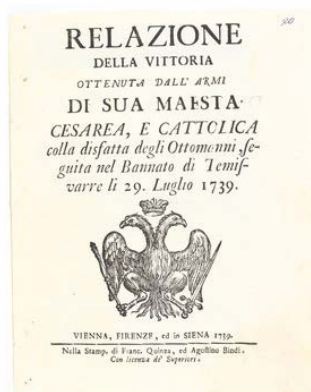 RELAZIONE
DELLA VITTORIA
OTTENUTA DALL' ARMI
DI SUA MAESTA
CESAREA, E CATTOLICA
colla disfatta degli Ottomanni, se-
guita nel Bannato di Temis-
varre li 29. Luglio 1739.
VIENNA, FIRENZE, ed in SIENA 1739.
Nella Stamp. di Franc. Quinza, ed Agostino Bindi.
Con licenza de' Superiori.